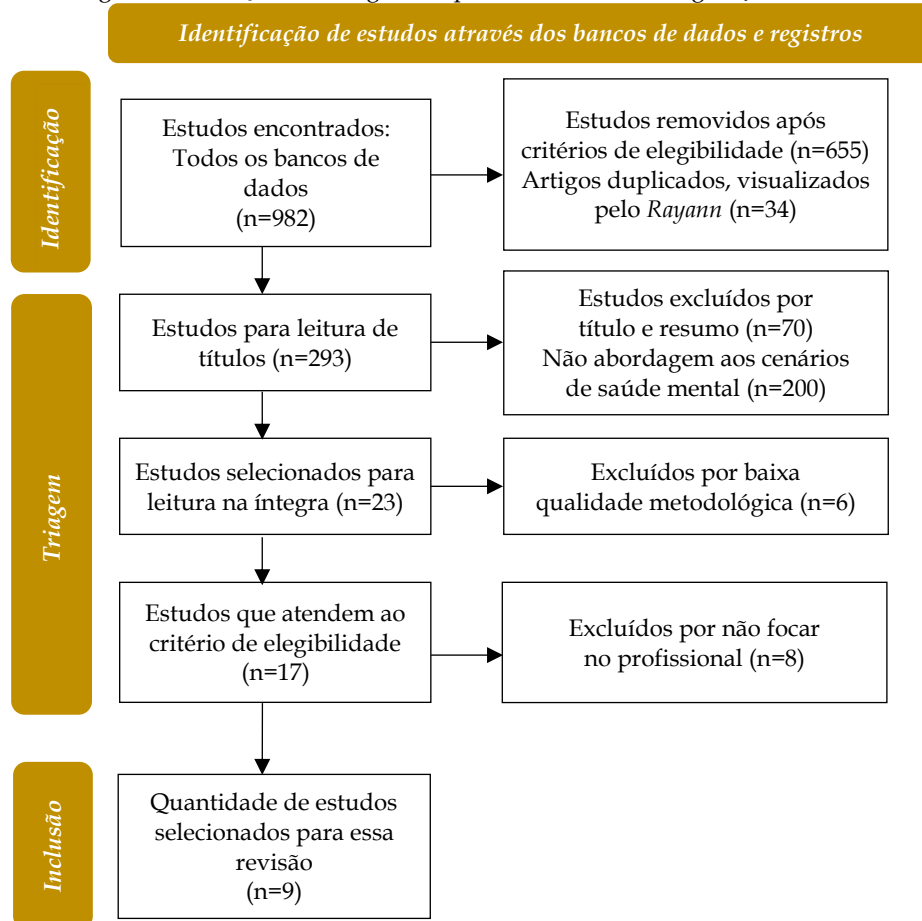 Identificação de estudos através dos bancos de dados e registros
Identificação
Estudos encontrados:
Todos os bancos de
dados
(n=982)
Estudos removidos após
critérios de elegibilidade (n=655)
Artigos duplicados, visualizados
pelo Rayann (n=34)
Triagem
Estudos para leitura de
títulos (n=293)
Estudos excluídos por
título e resumo (n=70)
Não abordagem aos cenários
de saúde mental (n=200)
Estudos selecionados para
leitura na íntegra (n=23)
Excluídos por baixa
qualidade metodológica (n=6)
Estudos que atendem ao
critério de elegibilidade
(n=17)
Excluídos por não focar
no profissional (n=8)
Inclusão
Quantidade de estudos
selecionados para essa
revisão
(n=9)